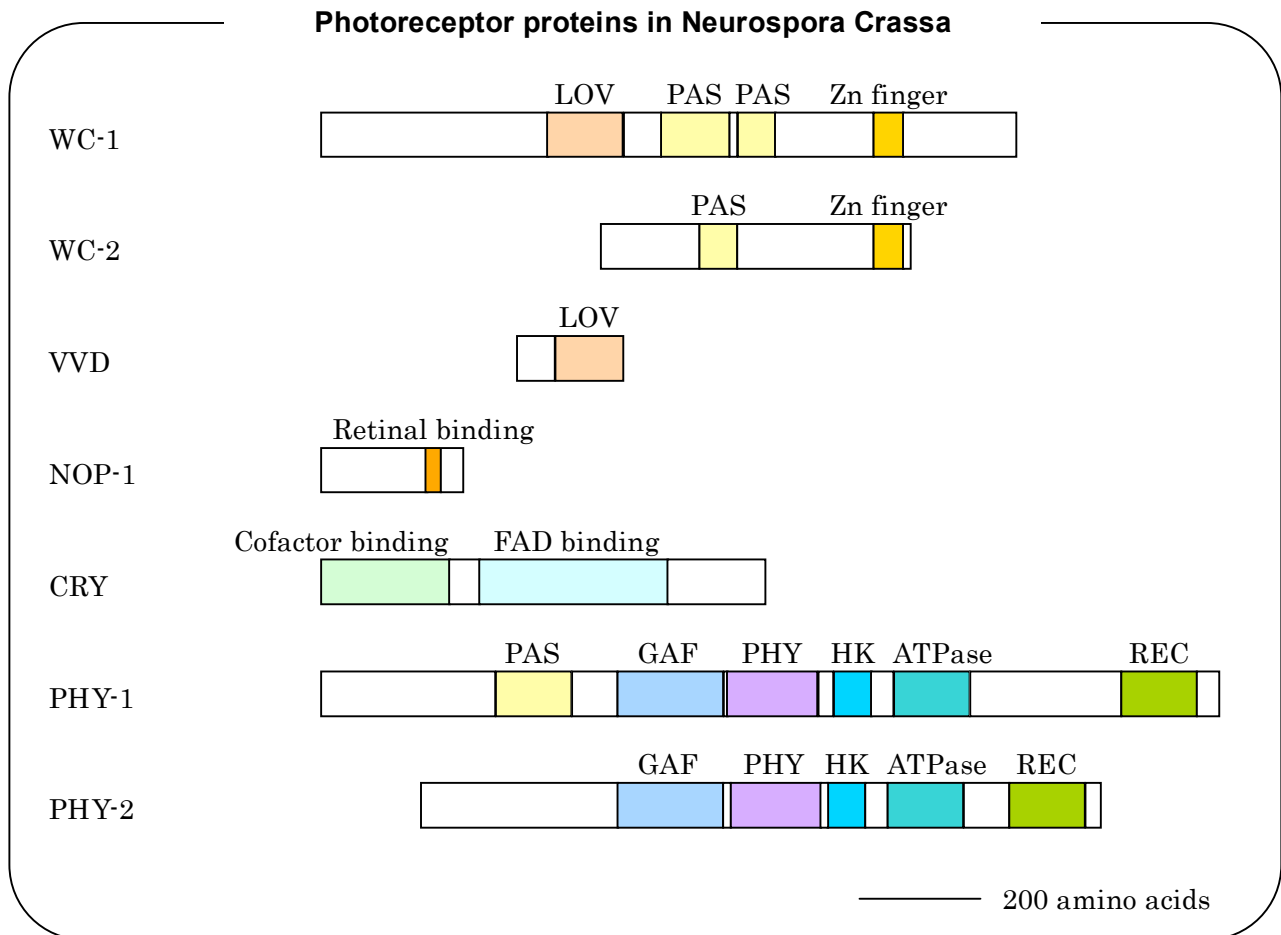 Photoreceptor proteins in Neurospora Crassa
LOV PAS PAS Zn finger
WC-1
PAS Zn finger
WC-2
LOV
VVD
Retinal binding
NOP-1
Cofactor binding FAD binding
CRY
PAS GAF PHY HK ATPase REC
PHY-1
GAF PHY HK ATPase REC
PHY-2
200 amino acids